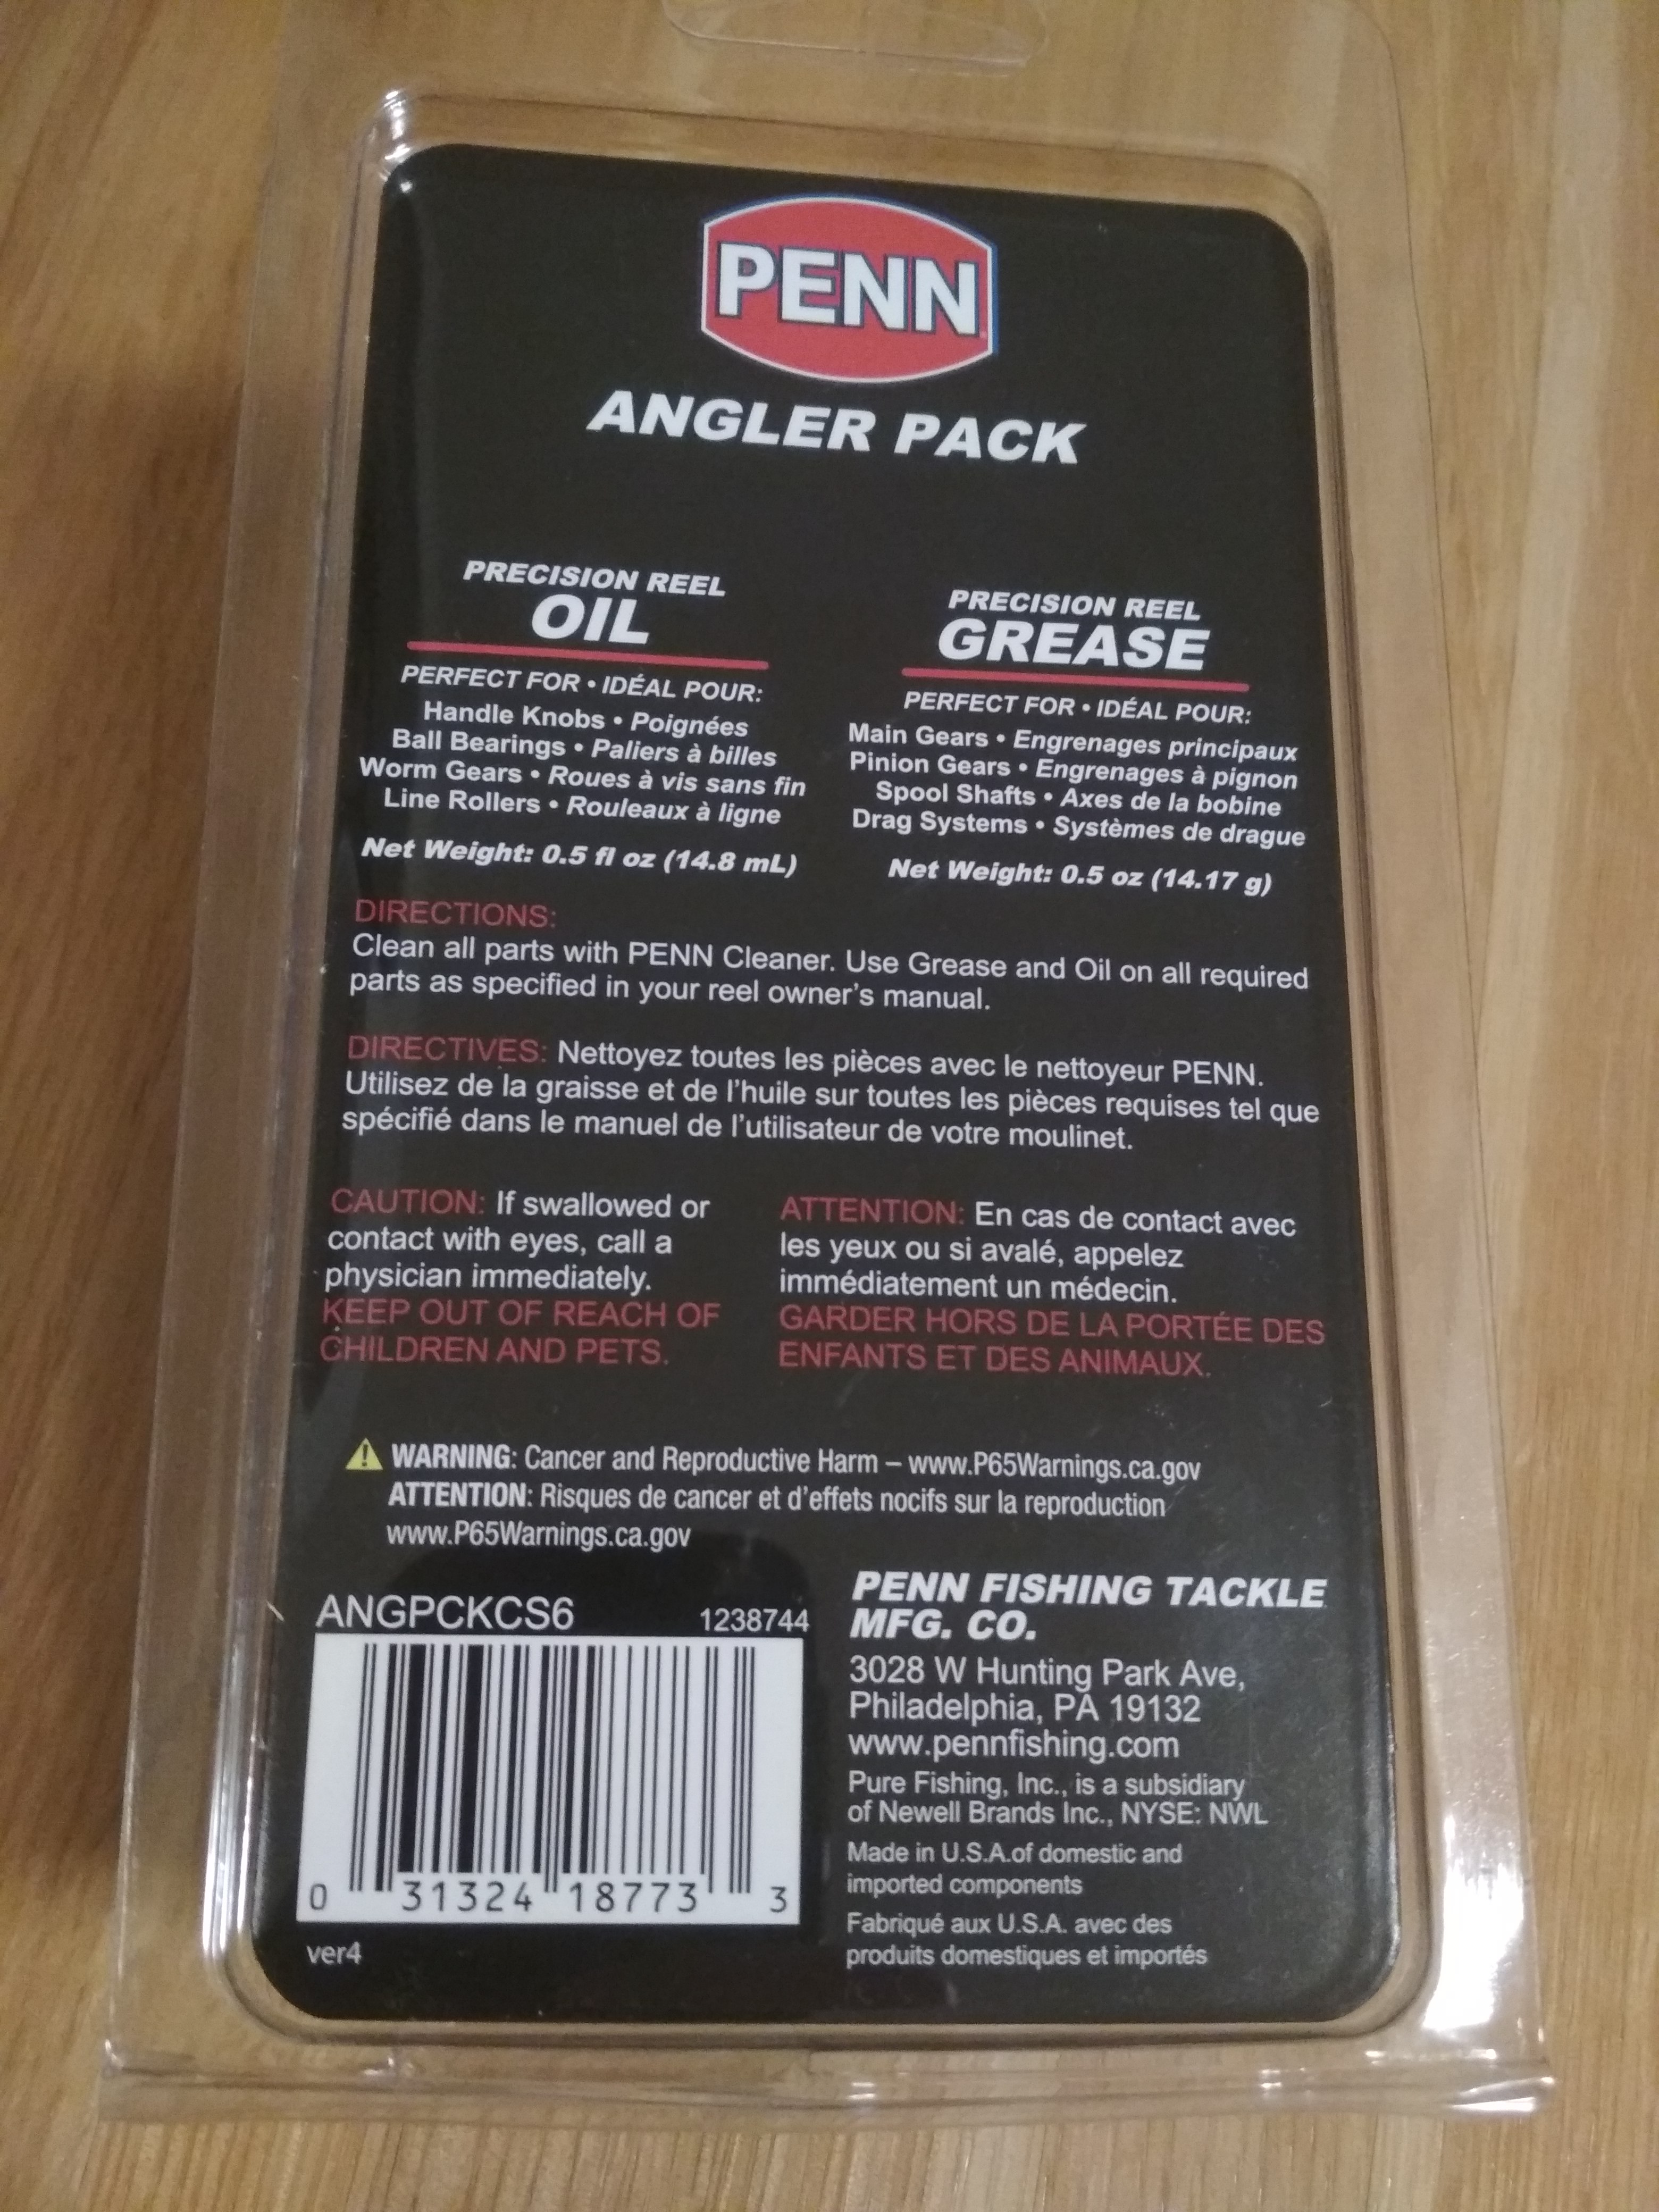 PENN
ANGLER PACK
PRECISION REEL
OIL
PERFECT FOR • IDÉAL POUR:
Handle Knobs • Poignées
Ball Bearings • Paliers à billes
Worm Gears • Roues à vis sans fin
Line Rollers • Rouleaux à ligne
Net Weight: 0.5 fl oz (14.8 mL)
PRECISION REEL
GREASE
PERFECT FOR • IDÉAL POUR:
Main Gears • Engrenages principaux
Pinion Gears • Engrenages à pignon
Spool Shafts • Axes de la bobine
Drag Systems • Systèmes de drague
Net Weight: 0.5 oz (14.17 g)
DIRECTIONS:
Clean all parts with PENN Cleaner. Use Grease and Oil on all required
parts as specified in your reel owner's manual.
DIRECTIVES: Nettoyez toutes les pièces avec le nettoyeur PENN.
Utilisez de la graisse et de l'huile sur toutes les pièces requises tel que
spécifié dans le manuel de l'utilisateur de votre moulinet.
CAUTION: If swallowed or
contact with eyes, call a
physician immediately.
KEEP OUT OF REACH OF
CHILDREN AND PETS.
ATTENTION: En cas de contact avec
les yeux ou si avalé, appelez
immédiatement un médecin.
GARDER HORS DE LA PORTÉE DES
ENFANTS ET DES ANIMAUX.
WARNING: Cancer and Reproductive Harm – www.P65Warnings.ca.gov
ATTENTION: Risques de cancer et d'effets nocifs sur la reproduction
www.P65Warnings.ca.gov
ANGPCKCS6 1238744
0 31324 18773 3
ver4
PENN FISHING TACKLE
MFG. CO.
3028 W Hunting Park Ave,
Philadelphia, PA 19132
www.pennfishing.com
Pure Fishing, Inc., is a subsidiary
of Newell Brands Inc., NYSE: NWL
Made in U.S.A.of domestic and
imported components
Fabriqué aux U.S.A. avec des
produits domestiques et importés